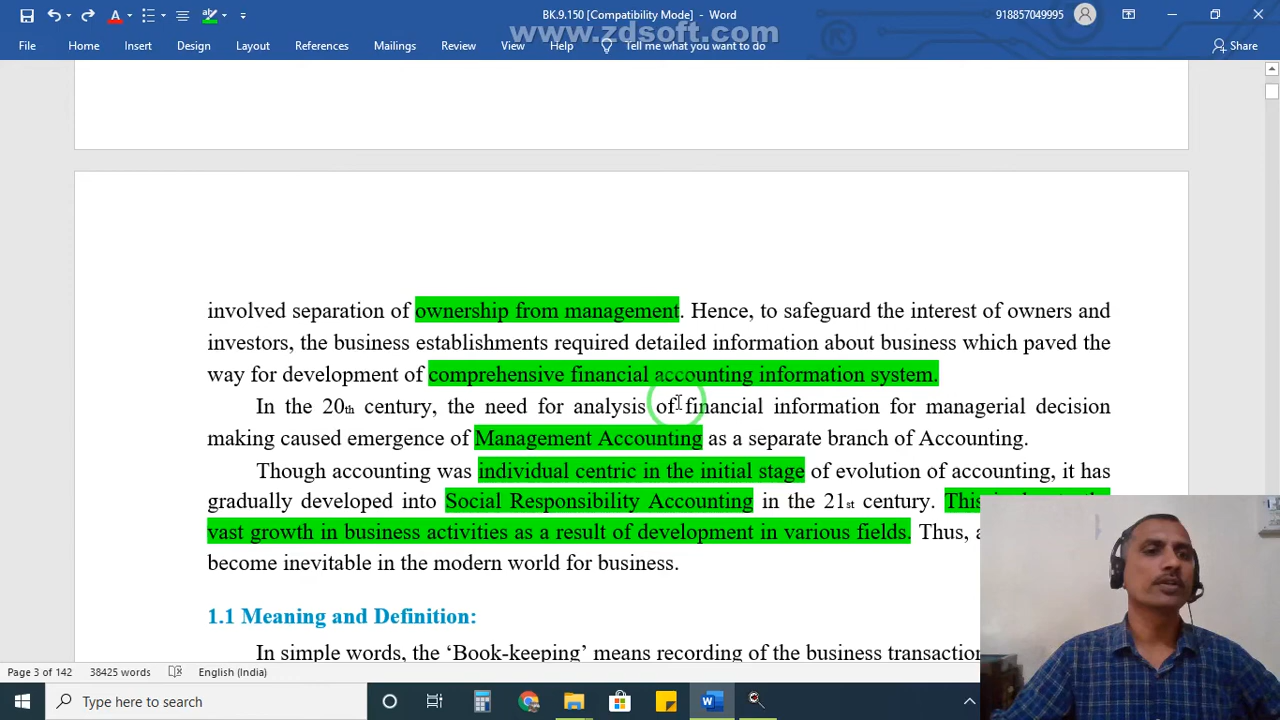 BK.9.150 [Compatibility Mode] - Word
918857049995
www.zdsoft.com
File Home Insert Design Layout References Mailings Review View Help Tell me what you want to do Share
involved separation of ownership from management. Hence, to safeguard the interest of owners and
investors, the business establishments required detailed information about business which paved the
way for development of comprehensive financial accounting information system.
In the 20th century, the need for analysis of financial information for managerial decision
making caused emergence of Management Accounting as a separate branch of Accounting.
Though accounting was individual centric in the initial stage of evolution of accounting, it has
gradually developed into Social Responsibility Accounting in the 21st century. This
vast growth in business activities as a result of development in various fields. Thus,
become inevitable in the modern world for business.
1.1 Meaning and Definition:
In simple words, the ‘Book-keeping’ means recording of the business transaction
Page 3 of 142 38425 words English (India)
Type here to search